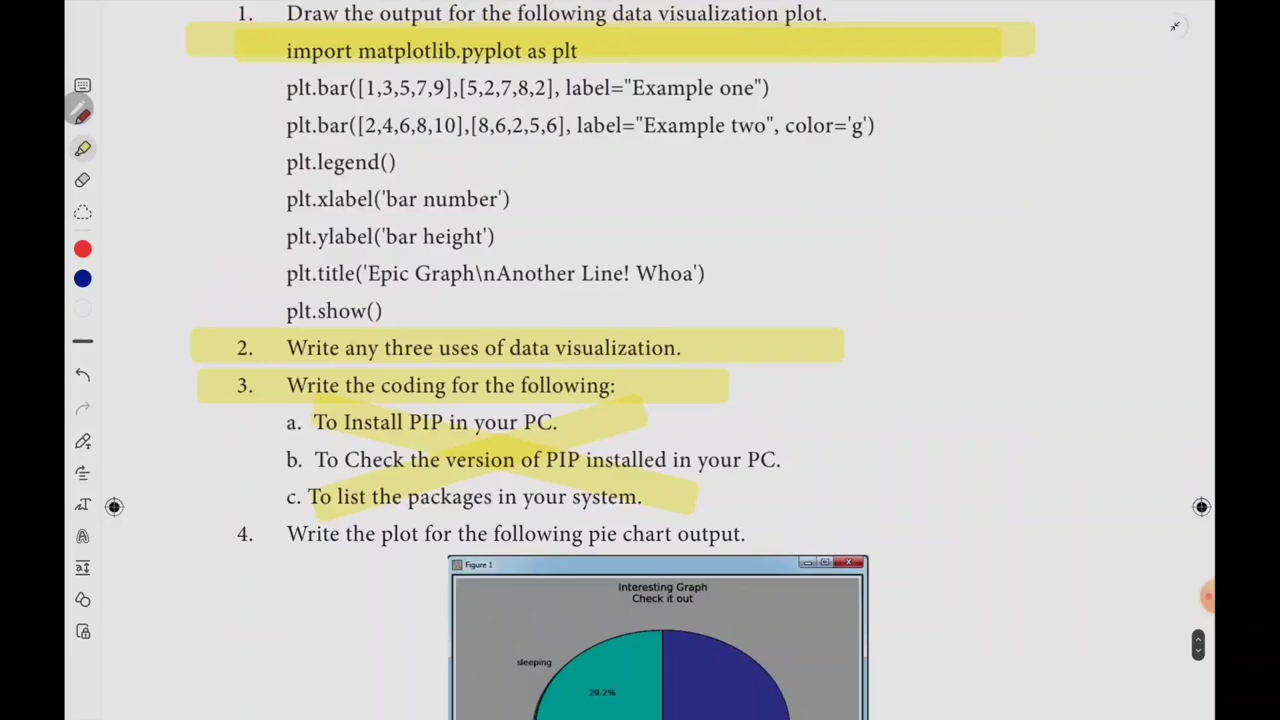 1. Draw the output for the following data visualization plot.
import matplotlib.pyplot as plt
plt.bar([1,3,5,7,9],[5,2,7,8,2], label="Example one")
plt.bar([2,4,6,8,10],[8,6,2,5,6], label="Example two", color='g')
plt.legend()
plt.xlabel('bar number')
plt.ylabel('bar height')
plt.title('Epic Graph\nAnother Line! Whoa')
plt.show()
2. Write any three uses of data visualization.
3. Write the coding for the following:
a. To Install PIP in your PC.
b. To Check the version of PIP installed in your PC.
c. To list the packages in your system.
4. Write the plot for the following pie chart output.
Figure 1
Interesting Graph
Check it out
sleeping
29.2%